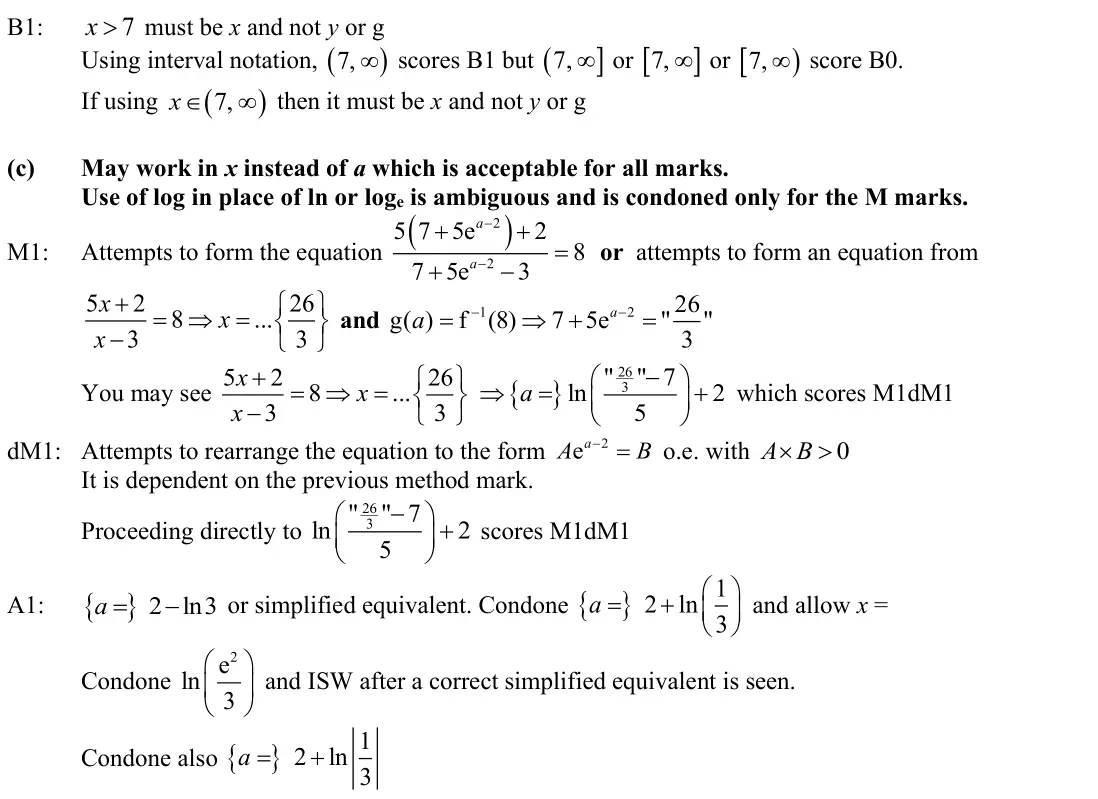 B1: x > 7 must be x and not y or g
Using interval notation, (7, ∞) scores B1 but (7, ∞] or [7, ∞] or [7, ∞) score B0.
If using x ∈ (7, ∞) then it must be x and not y or g
(c) May work in x instead of a which is acceptable for all marks.
Use of log in place of ln or logₑ is ambiguous and is condoned only for the M marks.
M1: Attempts to form the equation (5(7 + 5e^(a−2)) + 2)/(7 + 5e^(a−2) − 3) = 8 or attempts to form an equation from
(5x + 2)/(x − 3) = 8 ⇒ x = ...{26/3} and g(a) = f⁻¹(8) ⇒ 7 + 5e^(a−2) = "26/3"
You may see (5x + 2)/(x − 3) = 8 ⇒ x = ...{26/3} ⇒ {a =} ln(("26/3" − 7)/5) + 2 which scores M1dM1
dM1: Attempts to rearrange the equation to the form Ae^(a−2) = B o.e. with A × B > 0
It is dependent on the previous method mark.
Proceeding directly to ln(("26/3" − 7)/5) + 2 scores M1dM1
A1: {a =} 2 − ln3 or simplified equivalent. Condone {a =} 2 + ln(1/3) and allow x =
Condone ln(e²/3) and ISW after a correct simplified equivalent is seen.
Condone also {a =} 2 + ln|1/3|